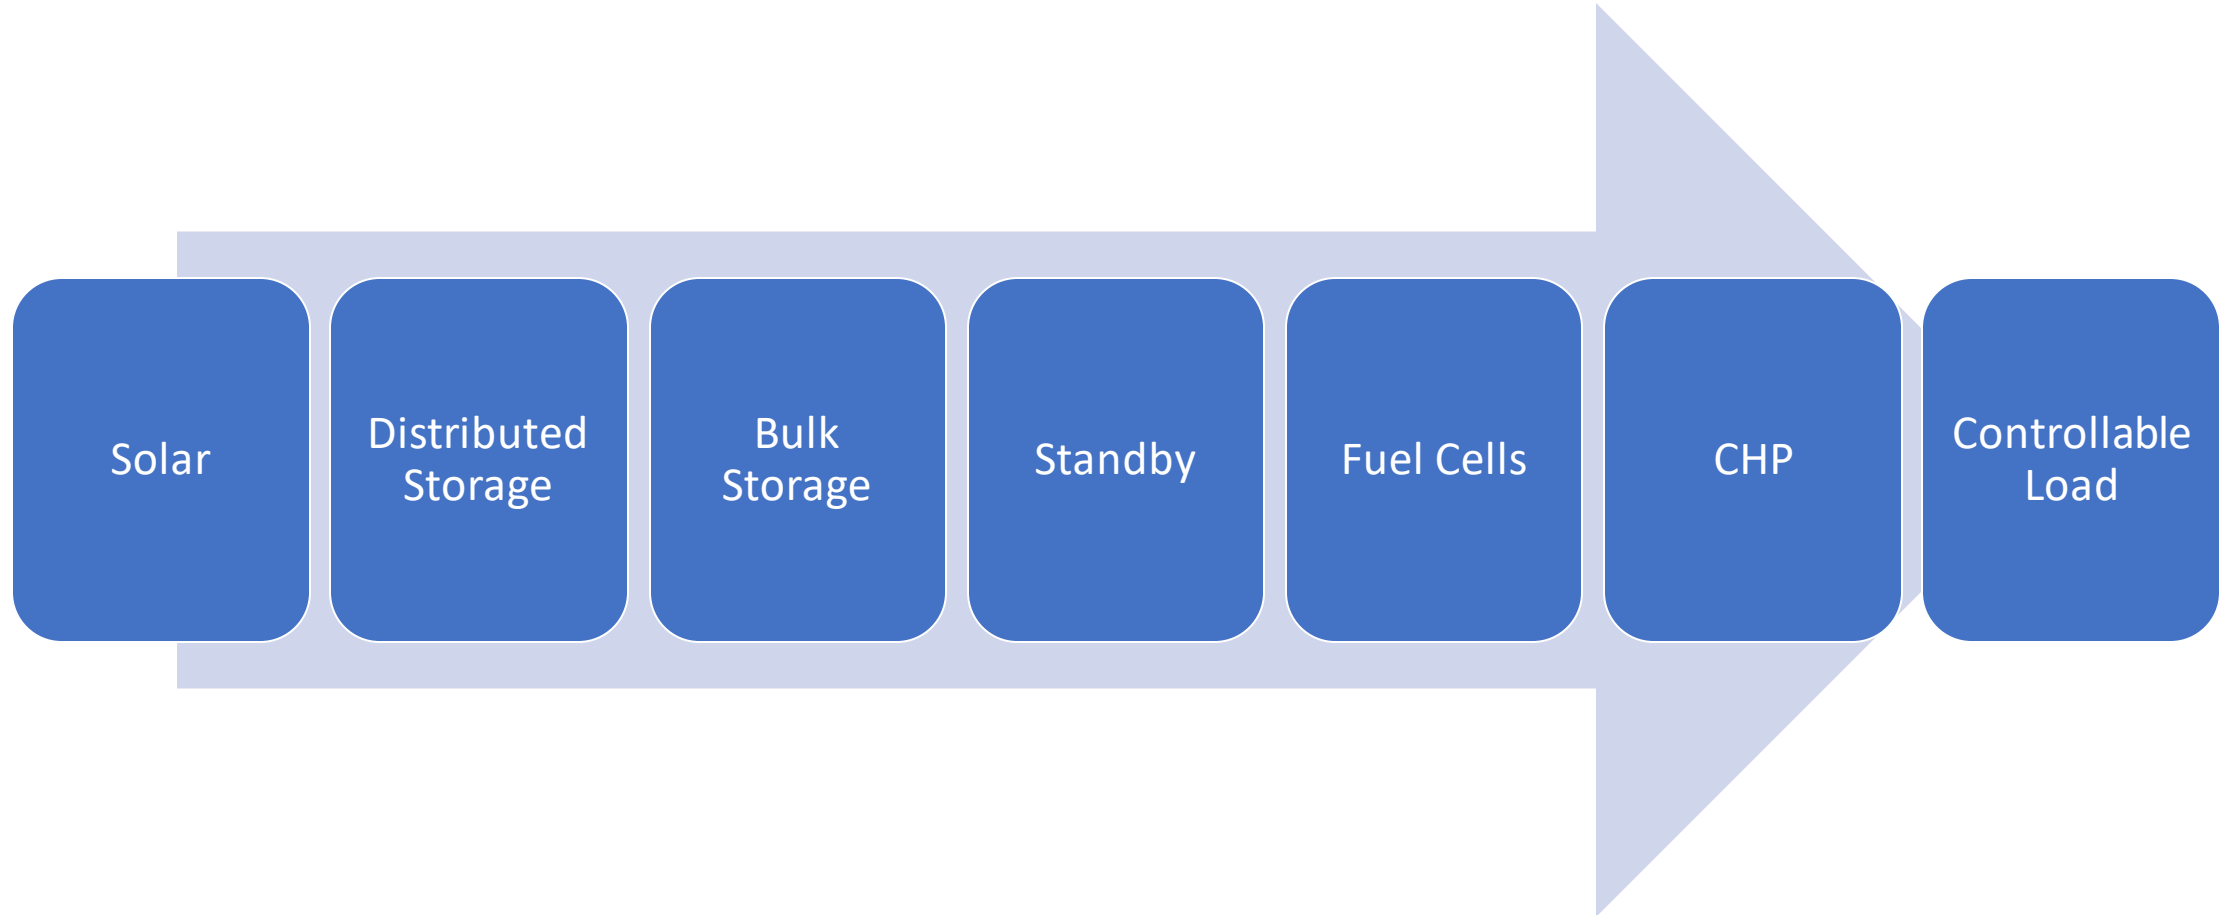 Solar
Distributed
Storage
Bulk
Storage
Standby
Fuel Cells
CHP
Controllable
Load